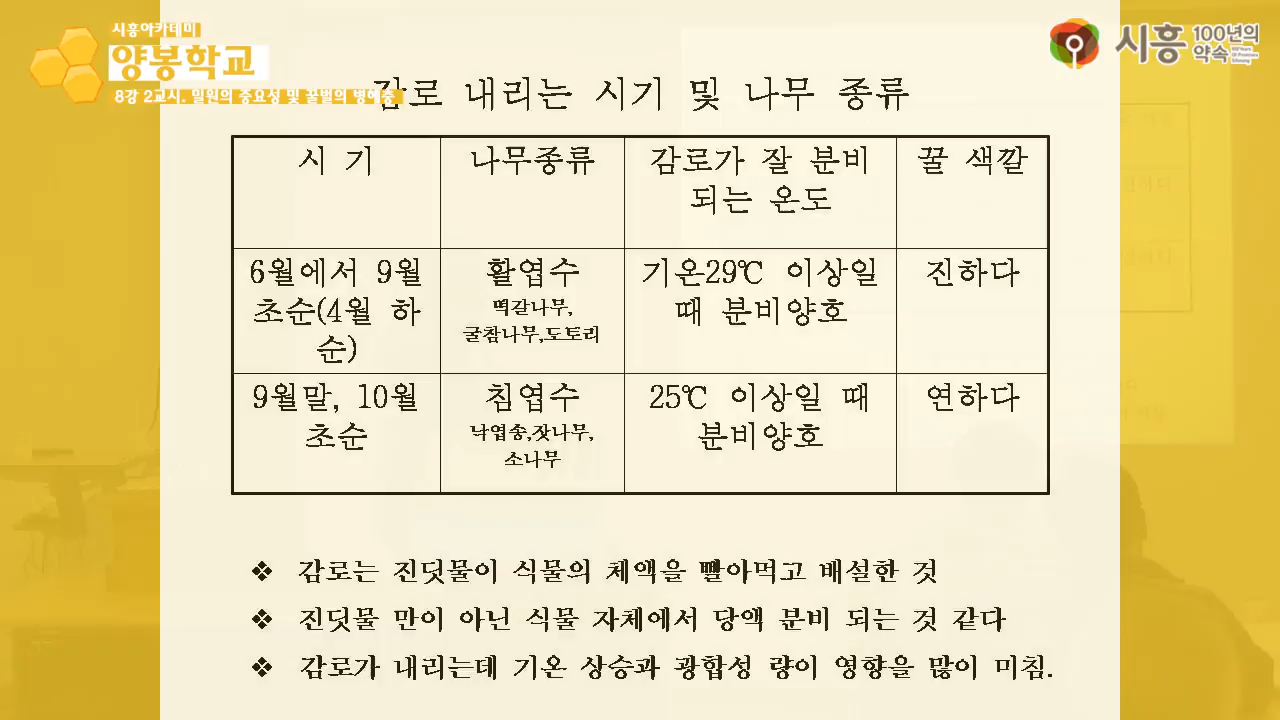 시흥아카데미
양봉학교
8강 2교시. 밀원의 중요성 및 꿀벌의 병해충
시흥 100년의 약속
감로 내리는 시기 및 나무 종류
시 기
나무종류
감로가 잘 분비
되는 온도
꿀 색깔
6월에서 9월
초순(4월 하
순)
활엽수
떡갈나무,
굴참나무,도토리
기온29℃ 이상일
때 분비양호
진하다
9월말, 10월
초순
침엽수
낙엽송,잣나무,
소나무
25℃ 이상일 때
분비양호
연하다
❖ 감로는 진딧물이 식물의 체액을 빨아먹고 배설한 것
❖ 진딧물 만이 아닌 식물 자체에서 당액 분비 되는 것 같다
❖ 감로가 내리는데 기온 상승과 광합성 량이 영향을 많이 미침.